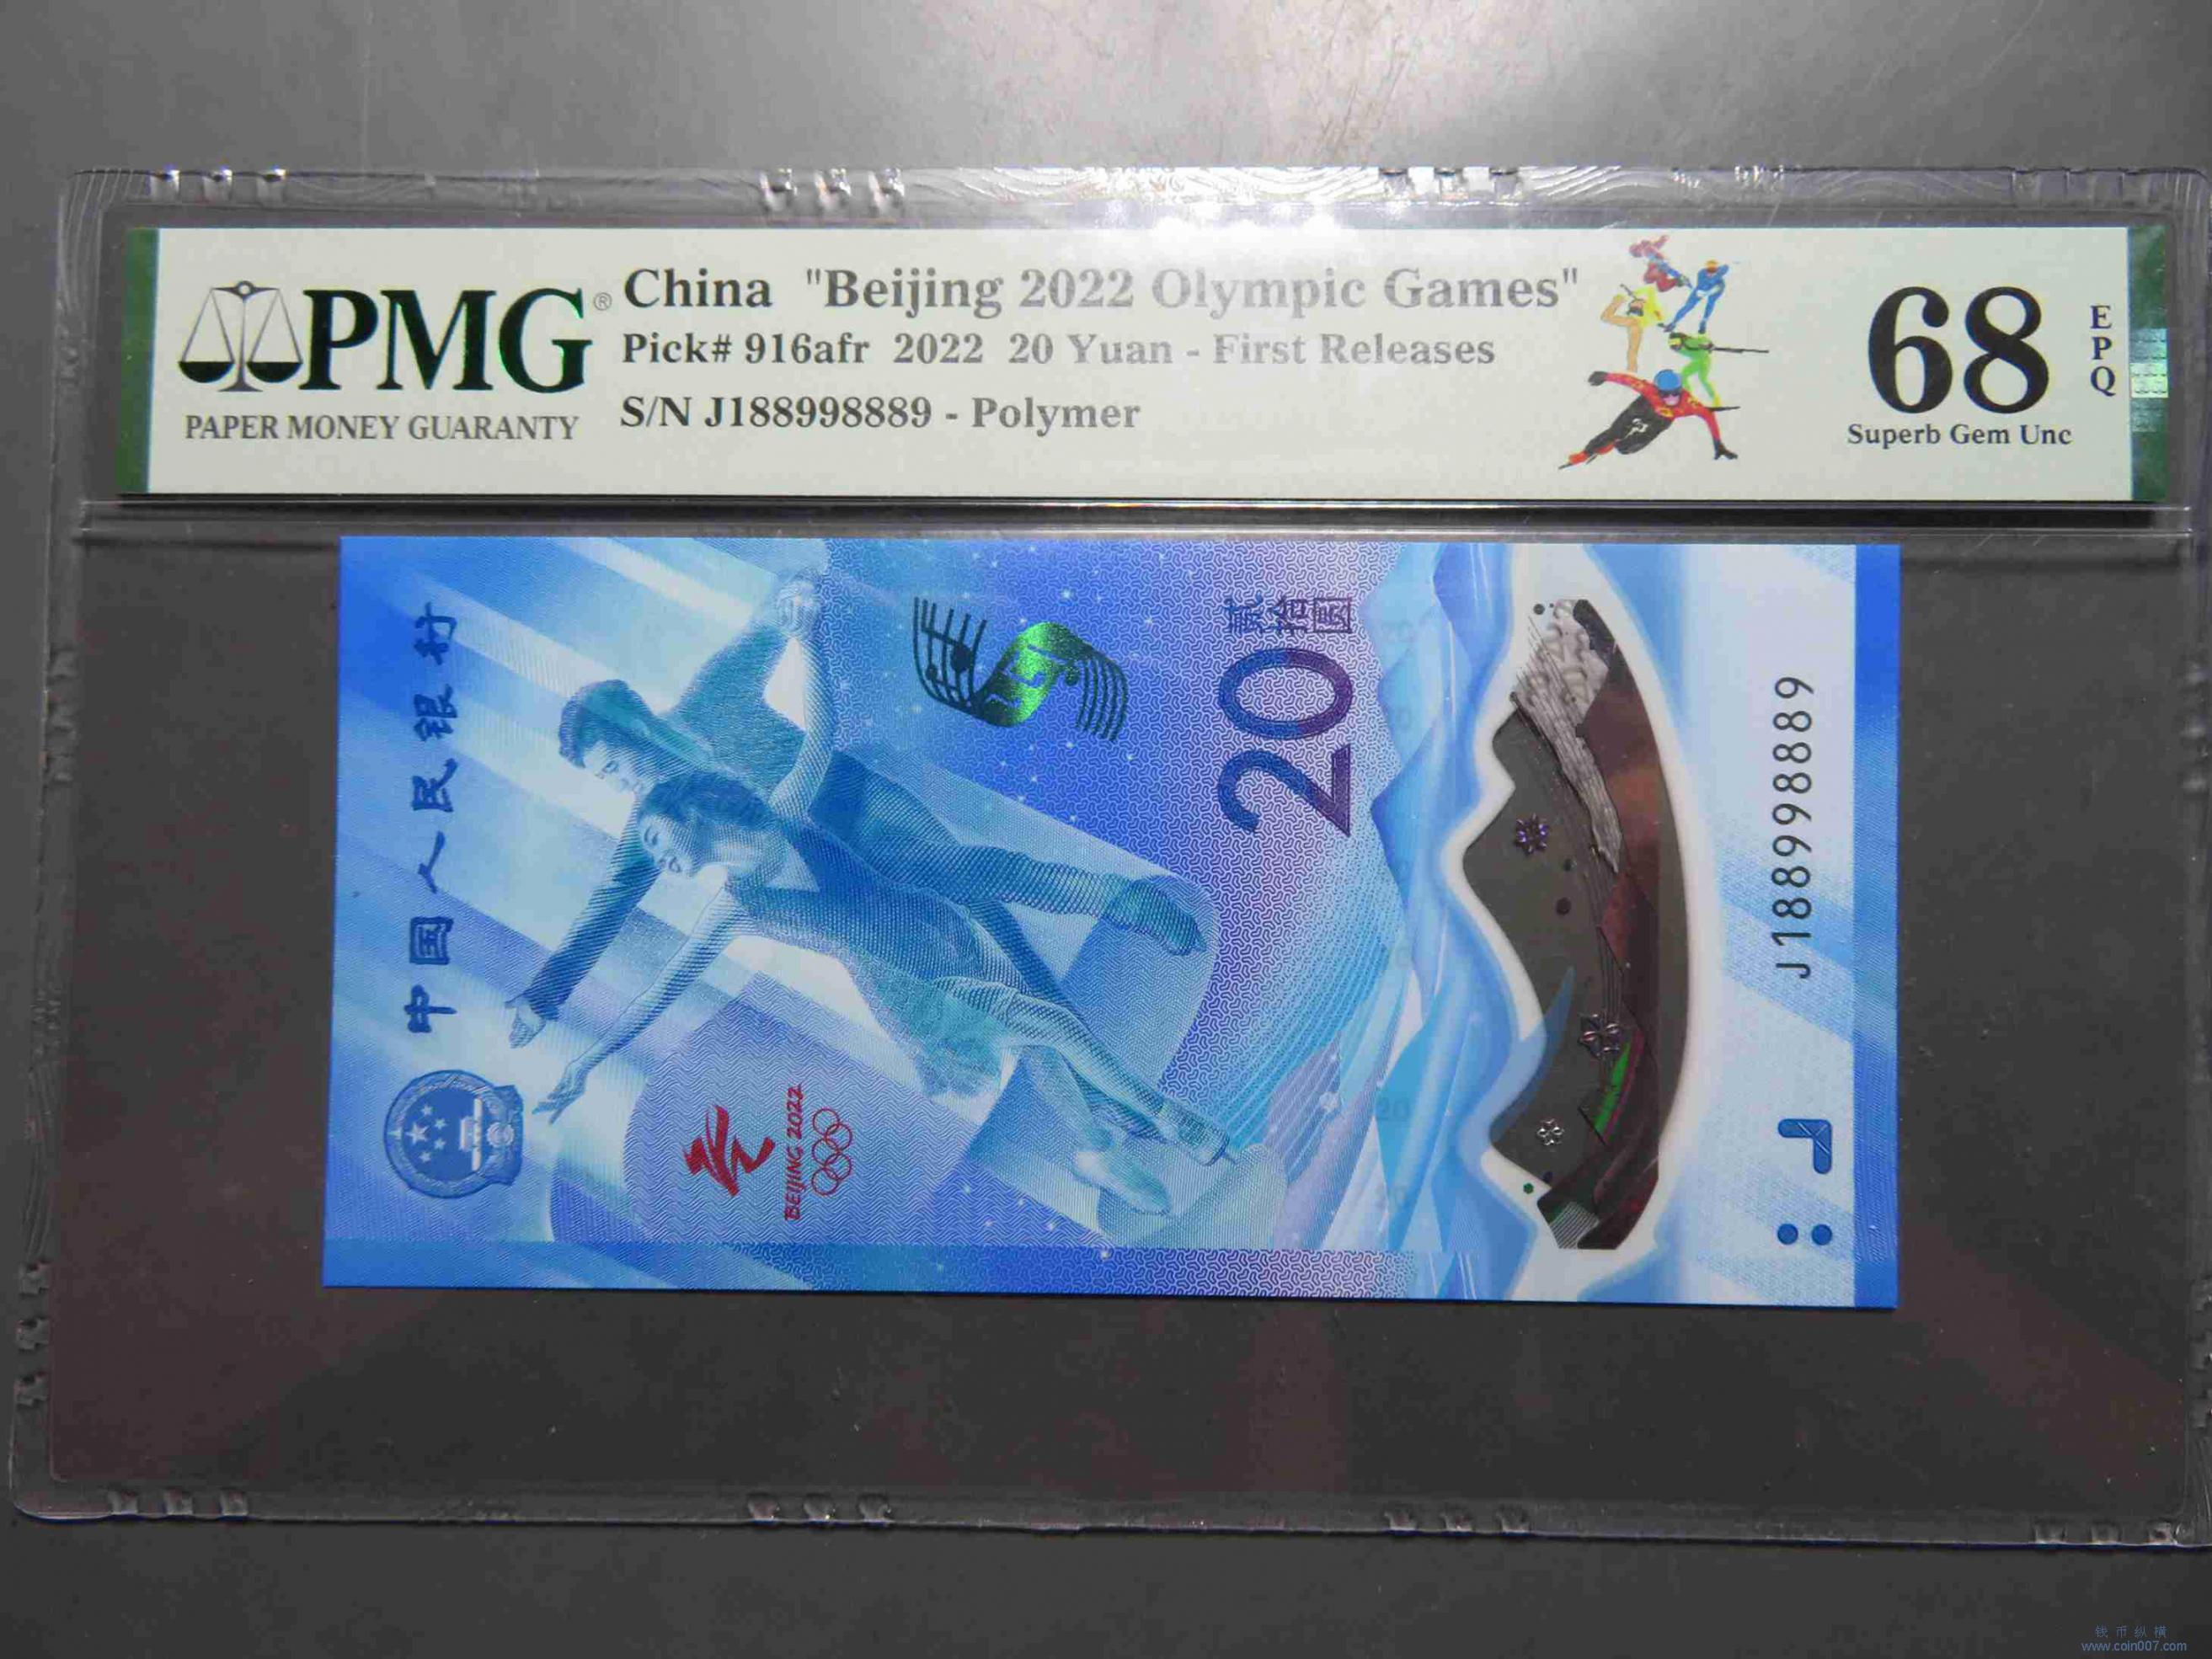 PMG®
PAPER MONEY GUARANTY
China "Beijing 2022 Olympic Games"
Pick# 916afr 2022 20 Yuan - First Releases
S/N J188998889 - Polymer
68
EPQ
Superb Gem Unc
中国人民银行
BEIJING 2022
贰拾圆
20
J188998889
钱币纵横
www.coin007.com